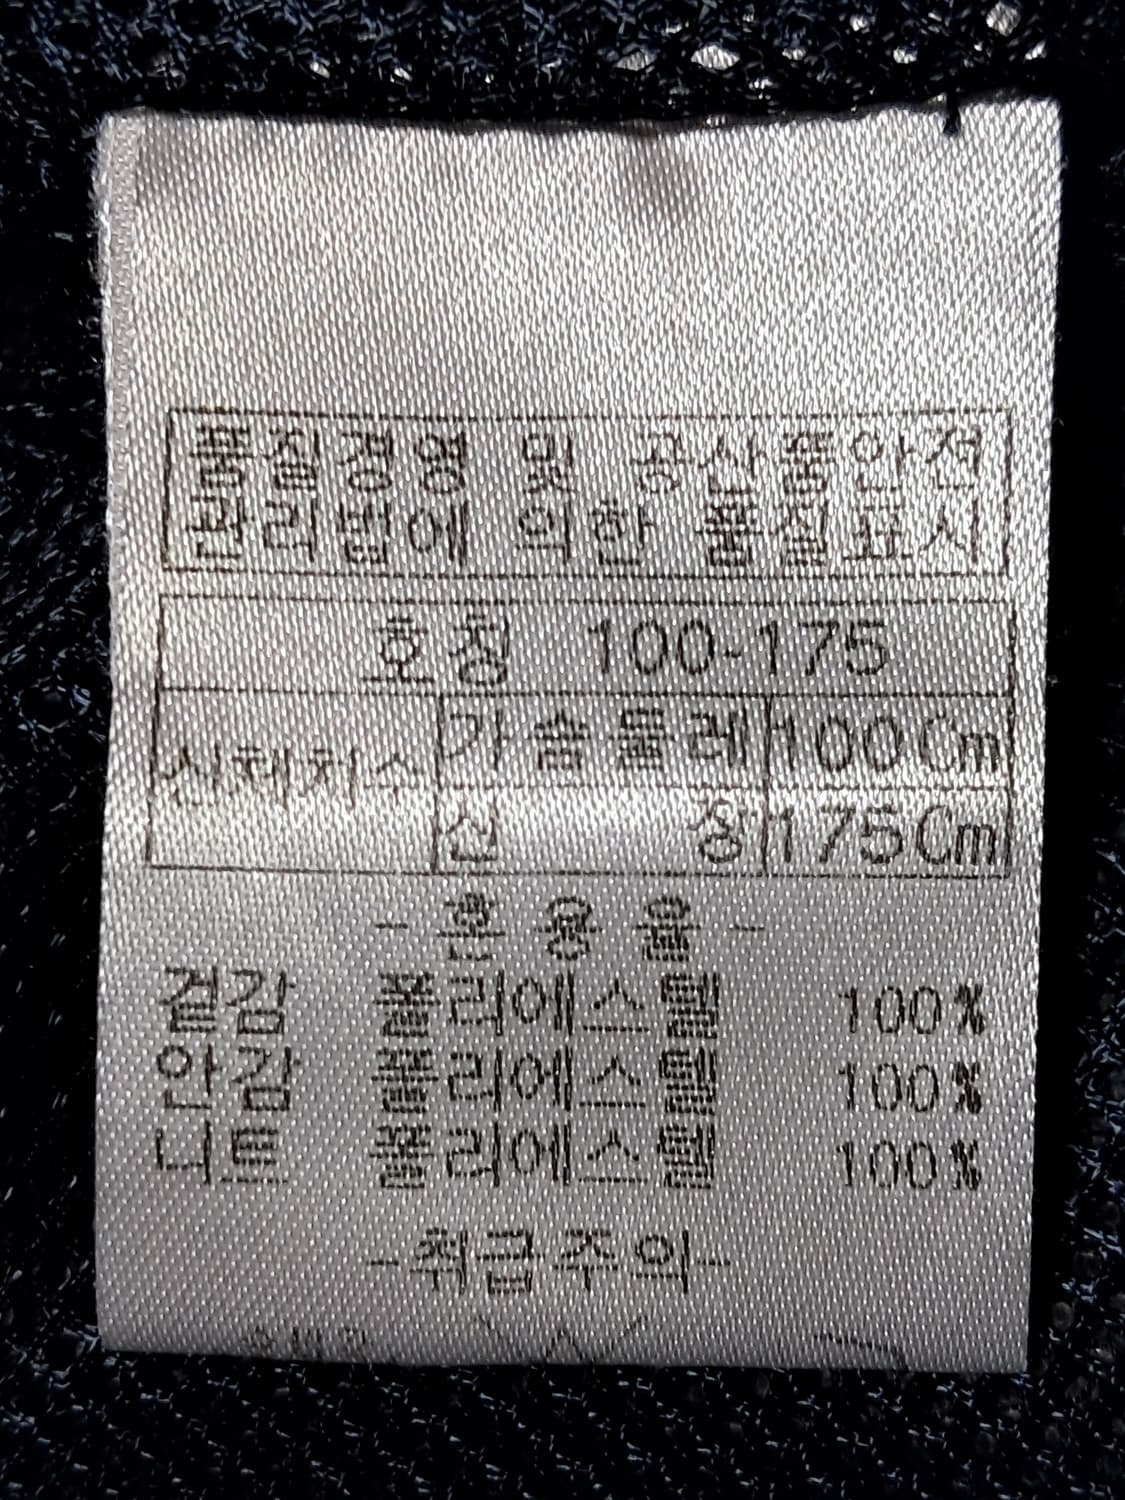 품질경영 및 공산품안전
관리법에 의한 품질표시
호칭 100-175
신체치수 가슴둘레 100Cm
신 장 175Cm
- 혼 용 율 -
겉감 폴리에스텔 100%
안감 폴리에스텔 100%
니트 폴리에스텔 100%
-취급주의-